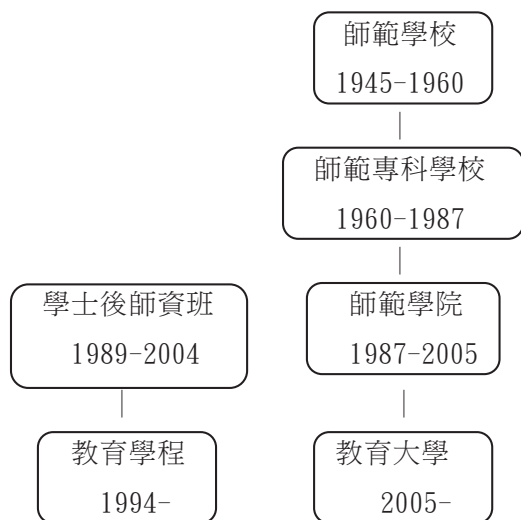 師範學校
1945-1960
師範專科學校
1960-1987
學士後師資班
1989-2004
師範學院
1987-2005
教育學程
1994-
教育大學
2005-